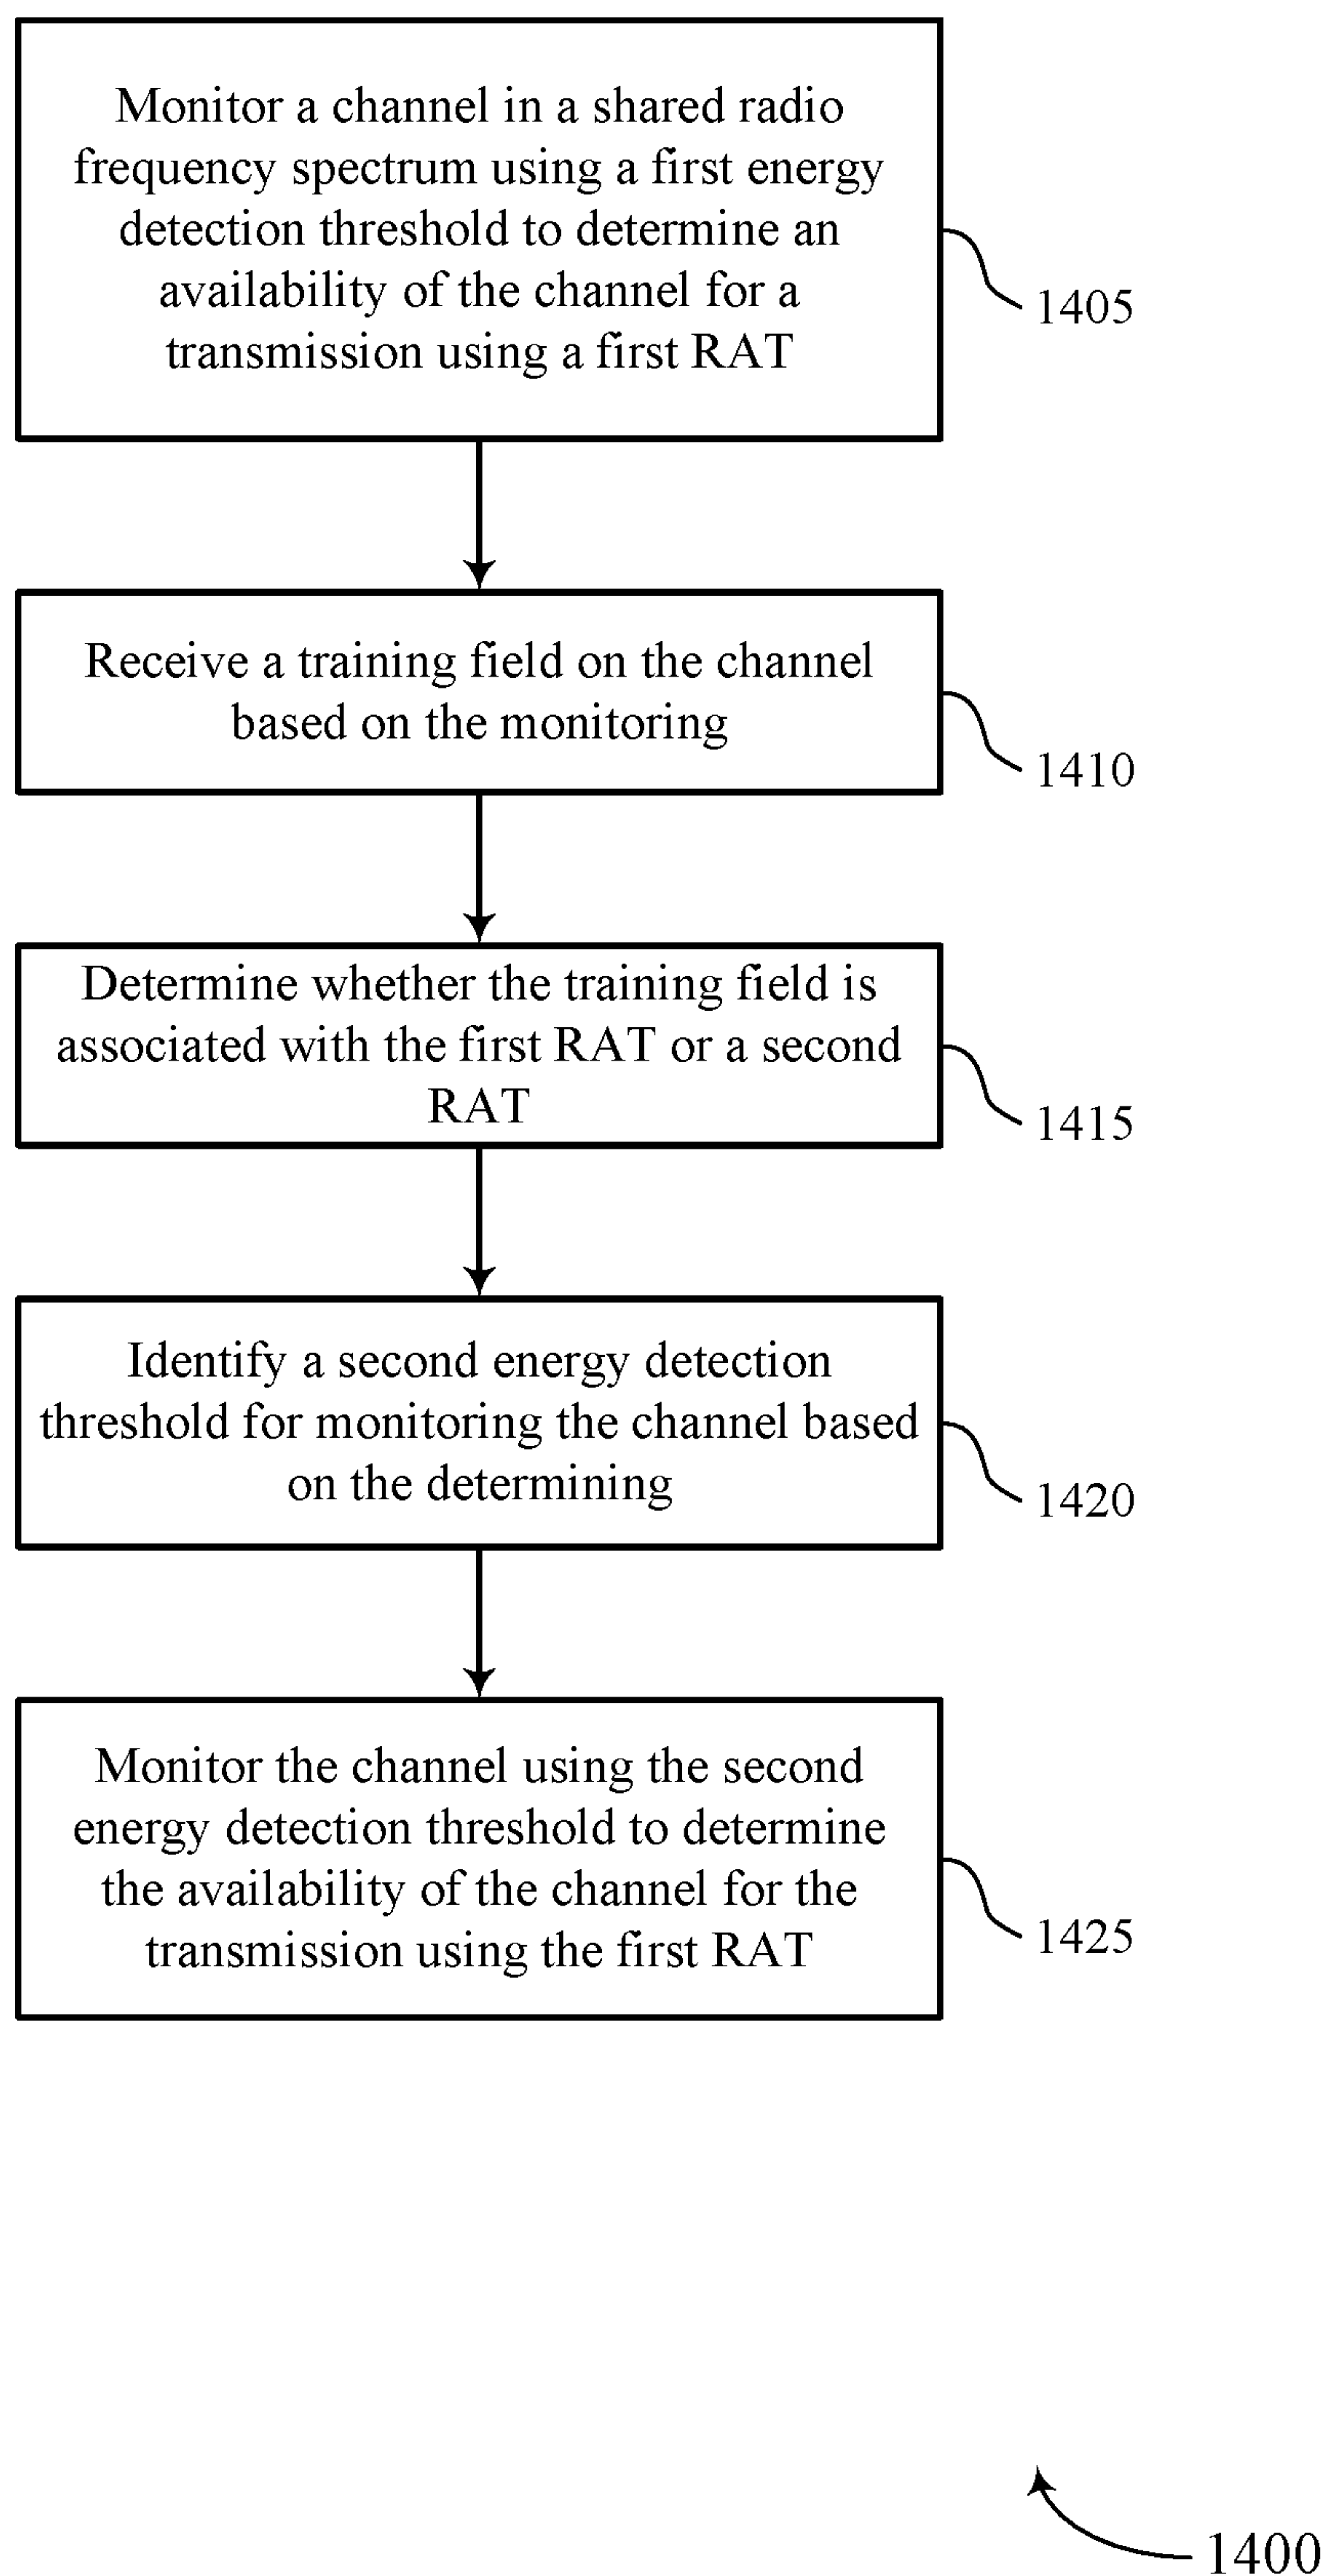 Monitor a channel in a shared radio
frequency spectrum using a first energy
detection threshold to determine an
availability of the channel for a
transmission using a first RAT
1405
Receive a training field on the channel
based on the monitoring
1410
Determine whether the training field is
associated with the first RAT or a second
RAT
1415
Identify a second energy detection
threshold for monitoring the channel based
on the determining
1420
Monitor the channel using the second
energy detection threshold to determine
the availability of the channel for the
transmission using the first RAT
1425
1400